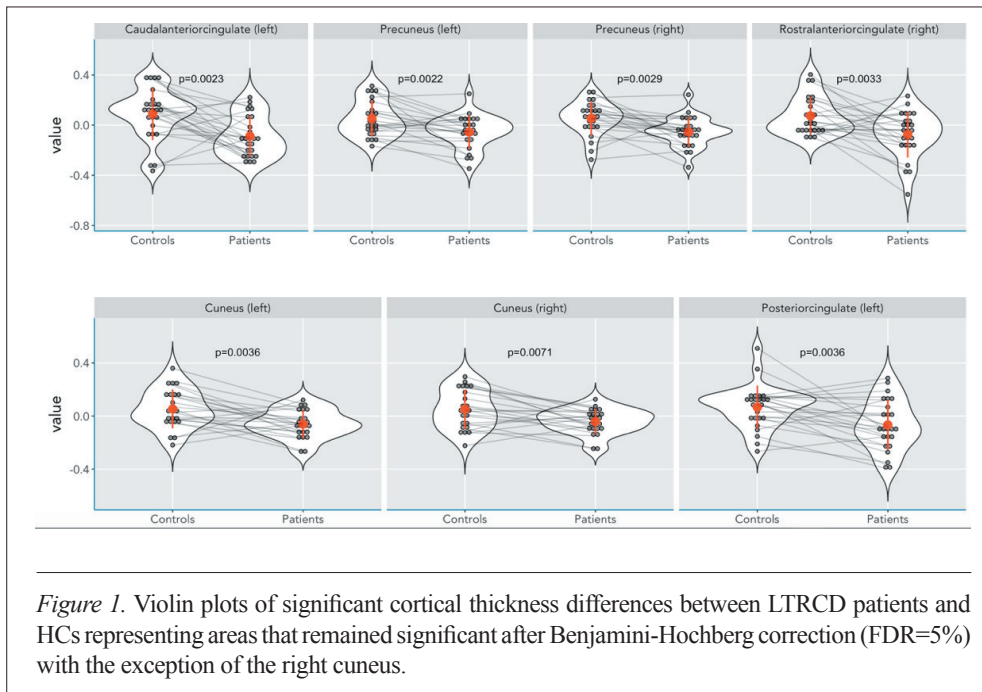 Caudalanteriorcingulate (left) Precuneus (left) Precuneus (right) Rostralanteriorcingulate (right)
p=0.0023 p=0.0022 p=0.0029 p=0.0033
0.4
0.0
-0.4
-0.8
value
Controls Patients Controls Patients Controls Patients Controls Patients
Cuneus (left) Cuneus (right) Posteriorcingulate (left)
p=0.0036 p=0.0071 p=0.0036
0.4
0.0
-0.4
value
Controls Patients Controls Patients Controls Patients
Figure 1. Violin plots of significant cortical thickness differences between LTRCD patients and
HCs representing areas that remained significant after Benjamini-Hochberg correction (FDR=5%)
with the exception of the right cuneus.